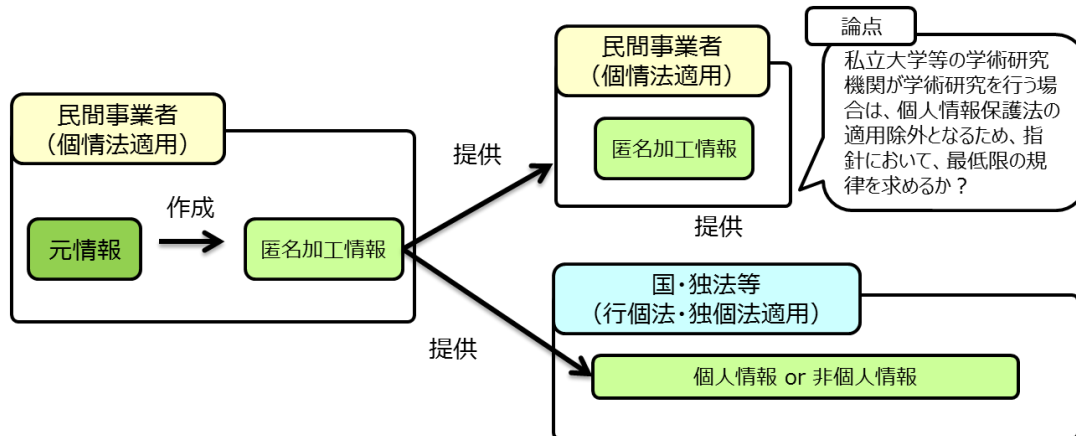 民間事業者
(個情法適用)
元情報
作成
匿名加工情報
提供
民間事業者
(個情法適用)
匿名加工情報
論点
私立大学等の学術研究
機関が学術研究を行う場
合は、個人情報保護法の
適用除外となるため、指
針において、最低限の規
律を求めるか？
提供
提供
国・独法等
(行個法・独個法適用)
個人情報 or 非個人情報